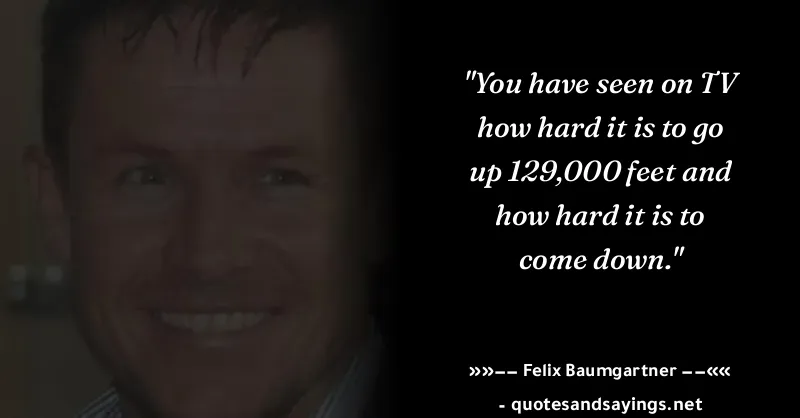 "You have seen on TV
how hard it is to go
up 129,000 feet and
how hard it is to
come down."
»»−− Felix Baumgartner −−««
- quotesandsayings.net